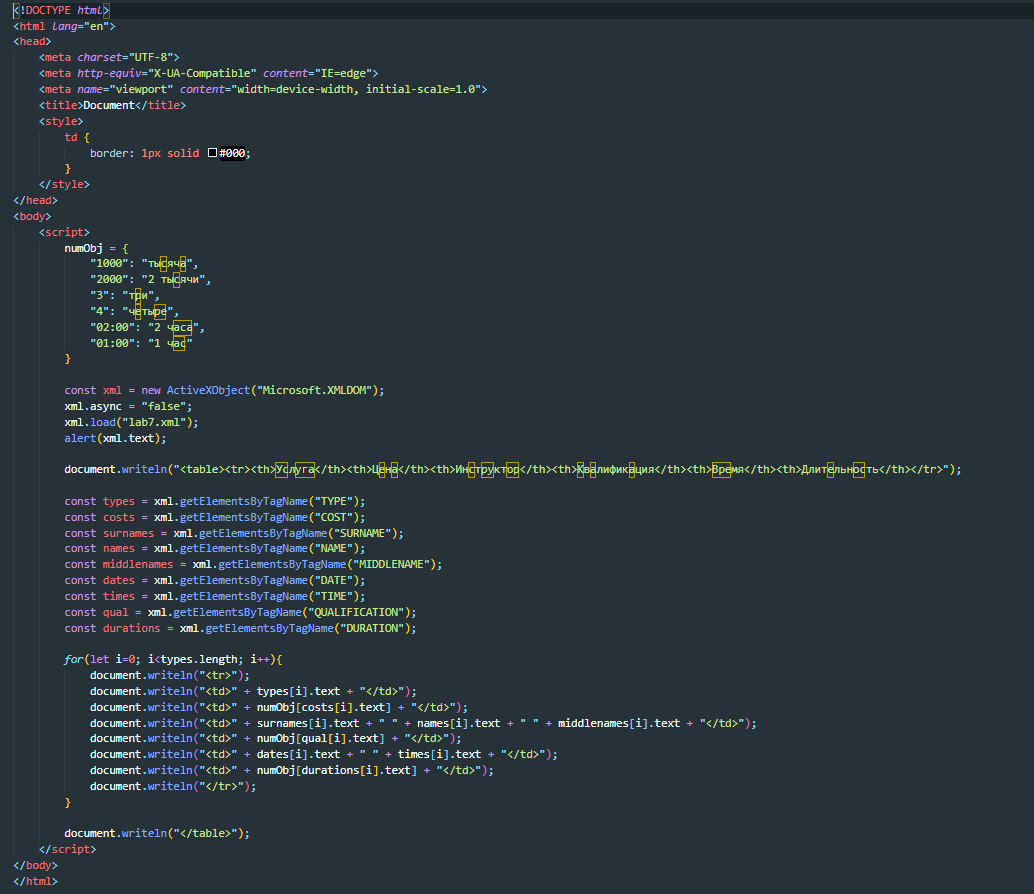 <!DOCTYPE html>
<html lang="en">
<head>
    <meta charset="UTF-8">
    <meta http-equiv="X-UA-Compatible" content="IE=edge">
    <meta name="viewport" content="width=device-width, initial-scale=1.0">
    <title>Document</title>
    <style>
        td {
            border: 1px solid #000;
        }
    </style>
</head>
<body>
    <script>
        numObj = {
            "1000": "тысяча",
            "2000": "2 тысячи",
            "3": "три",
            "4": "четыре",
            "02:00": "2 часа",
            "01:00": "1 час"
        }

        const xml = new ActiveXObject("Microsoft.XMLDOM");
        xml.async = "false";
        xml.load("lab7.xml");
        alert(xml.text);

        document.writeln("<table><tr><th>Услуга</th><th>Цена</th><th>Инструктор</th><th>Квалификация</th><th>Время</th><th>Длительность</th></tr>");

        const types = xml.getElementsByTagName("TYPE");
        const costs = xml.getElementsByTagName("COST");
        const surnames = xml.getElementsByTagName("SURNAME");
        const names = xml.getElementsByTagName("NAME");
        const middlenames = xml.getElementsByTagName("MIDDLENAME");
        const dates = xml.getElementsByTagName("DATE");
        const times = xml.getElementsByTagName("TIME");
        const qual = xml.getElementsByTagName("QUALIFICATION");
        const durations = xml.getElementsByTagName("DURATION");

        for(let i=0; i<types.length; i++){
            document.writeln("<tr>");
            document.writeln("<td>" + types[i].text + "</td>");
            document.writeln("<td>" + numObj[costs[i].text] + "</td>");
            document.writeln("<td>" + surnames[i].text + " " + names[i].text + " " + middlenames[i].text + "</td>");
            document.writeln("<td>" + numObj[qual[i].text] + "</td>");
            document.writeln("<td>" + dates[i].text + " " + times[i].text + "</td>");
            document.writeln("<td>" + numObj[durations[i].text] + "</td>");
            document.writeln("</tr>");
        }

        document.writeln("</table>");
    </script>
</body>
</html>